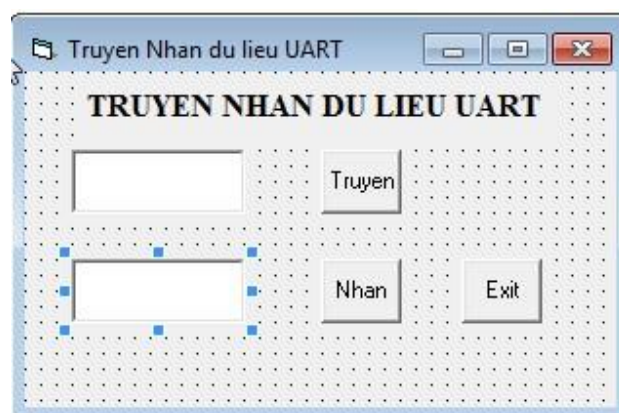 Truyen Nhan du lieu UART
TRUYEN NHAN DU LIEU UART
Truyen
Nhan Exit